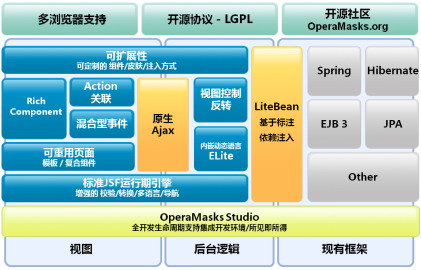 多浏览器支持
开源协议 - LGPL
开源社区
OperaMasks.org
可扩展性
可定制的 组件/皮肤/注入方式
Rich
Component
Action
关联
混合型事件
原生
Ajax
视图控制
反转
内嵌动态语言
ELite
LiteBean
基于标注
依赖注入
Spring
Hibernate
EJB 3
JPA
Other
可重用页面
模板 / 复合组件
标准JSF运行期引擎
增强的 校验/转换/多语言/导航
OperaMasks Studio
全开发生命周期支持集成开发环境/所见即所得
视图
后台逻辑
现有框架